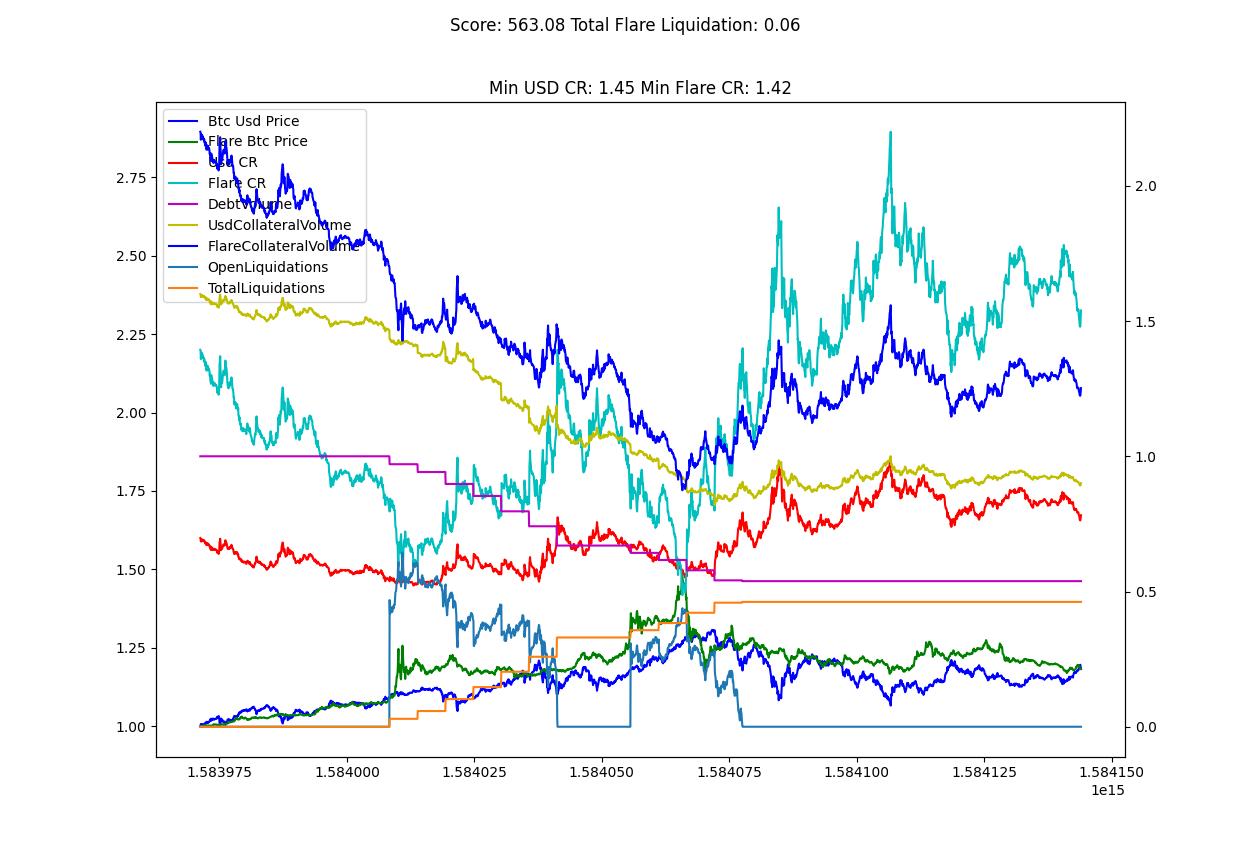 Score: 563.08 Total Flare Liquidation: 0.06
Min USD CR: 1.45 Min Flare CR: 1.42
Btc Usd Price
Flare Btc Price
Usd CR
Flare CR
DebtVolume
UsdCollateralVolume
FlareCollateralVolume
OpenLiquidations
TotalLiquidations
2.75
2.50
2.25
2.00
1.75
1.50
1.25
1.00
2.0
1.5
1.0
0.5
0.0
1.583975
1.584000
1.584025
1.584050
1.584075
1.584100
1.584125
1.584150
1e15